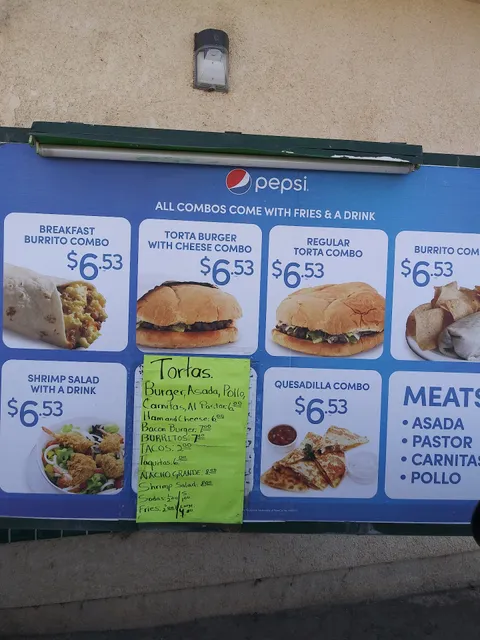 pepsi
ALL COMBOS COME WITH FRIES & A DRINK
BREAKFAST
BURRITO COMBO
$6.53
TORTA BURGER
WITH CHEESE COMBO
$6.53
REGULAR
TORTA COMBO
$6.53
BURRITO COM
$6.53
SHRIMP SALAD
WITH A DRINK
$6.53
Tortas.
Burger, Asada, Pollo,
Carnitas, Al Pastor
Ham and Cheese:
Bacon Burger:
BURRITOS:
TACOS:
Taquitos:
NACHO GRANDE:
Shrimp Salad:
Sodas:
Fries:
QUESADILLA COMBO
$6.53
MEATS
• ASADA
• PASTOR
• CARNITAS
• POLLO